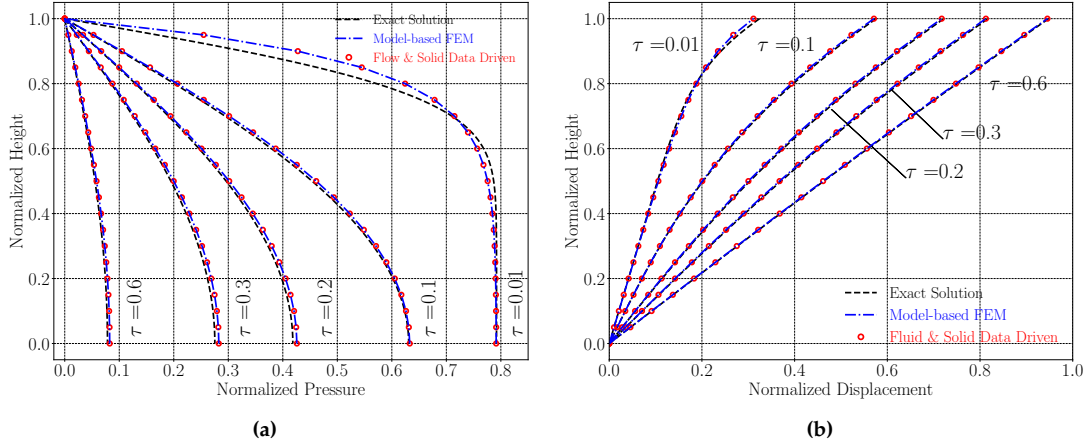 1.0
0.8
0.6
0.4
0.2
0.0
Normalized Height
0.0 0.1 0.2 0.3 0.4 0.5 0.6 0.7 0.8
Normalized Pressure
Exact Solution
Model-based FEM
Flow & Solid Data Driven
τ =0.6
τ =0.3
τ =0.2
τ =0.1
τ =0.01
(a)
1.0
0.8
0.6
0.4
0.2
0.0
Normalized Height
0.0 0.2 0.4 0.6 0.8 1.0
Normalized Displacement
τ =0.01
τ =0.1
τ =0.6
τ =0.3
τ =0.2
Exact Solution
Model-based FEM
Fluid & Solid Data Driven
(b)